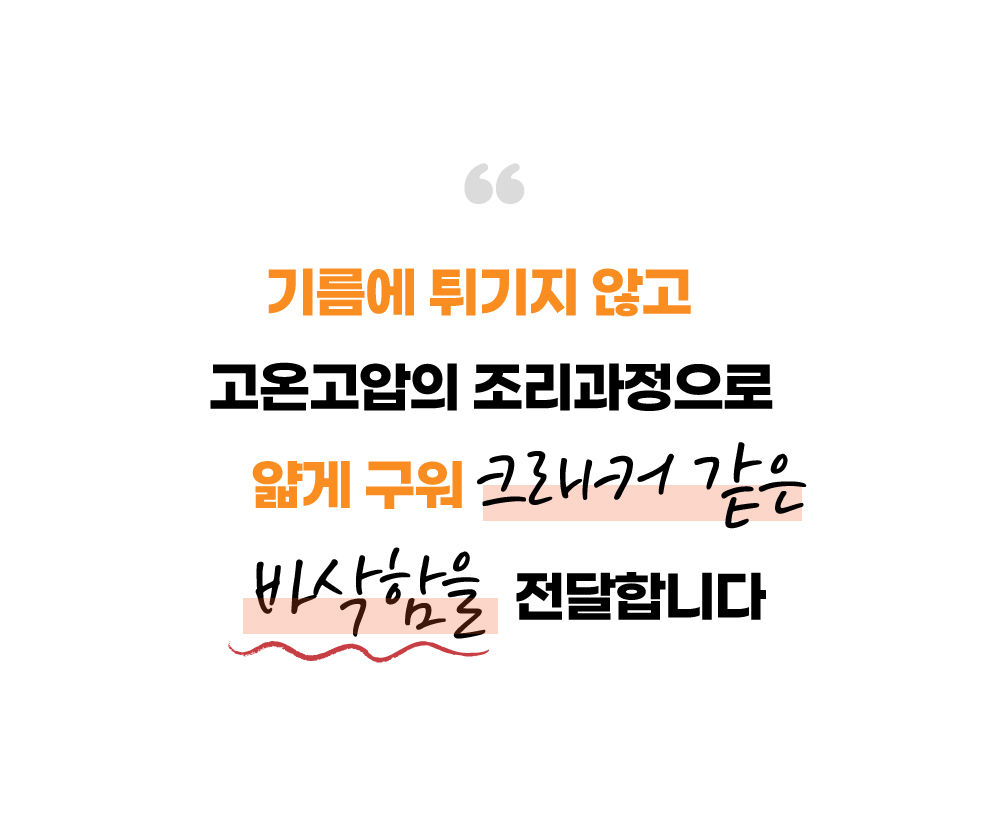 “
기름에 튀기지 않고
고온고압의 조리과정으로
얇게 구워 크래커 같은
바삭함을 전달합니다